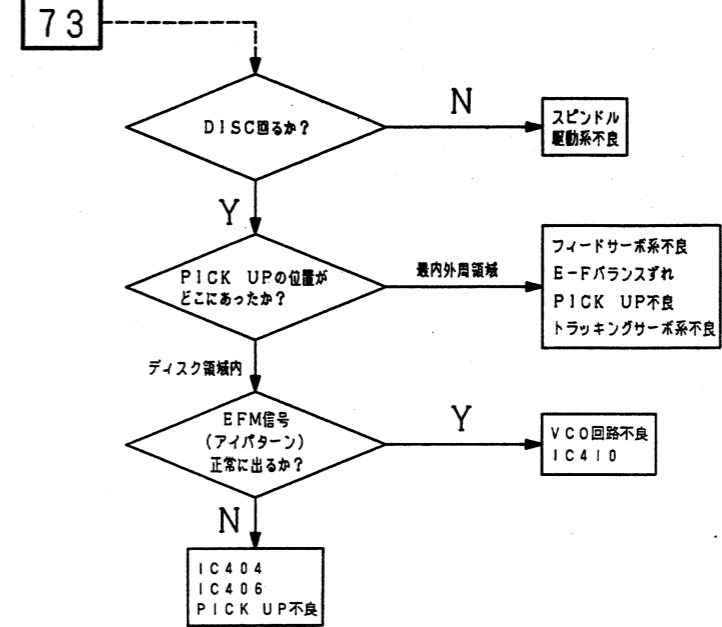 73
DISC回るか?
N
スピンドル
駆動系不良
Y
PICK UPの位置が
どこにあったか?
最内外周領域
フィードサーボ系不良
E-Fバランスずれ
PICK UP不良
トラッキングサーボ系不良
ディスク領域内
EFM信号
(アイパターン)
正常に出るか?
Y
VCO回路不良
IC410
N
IC404
IC406
PICK UP不良